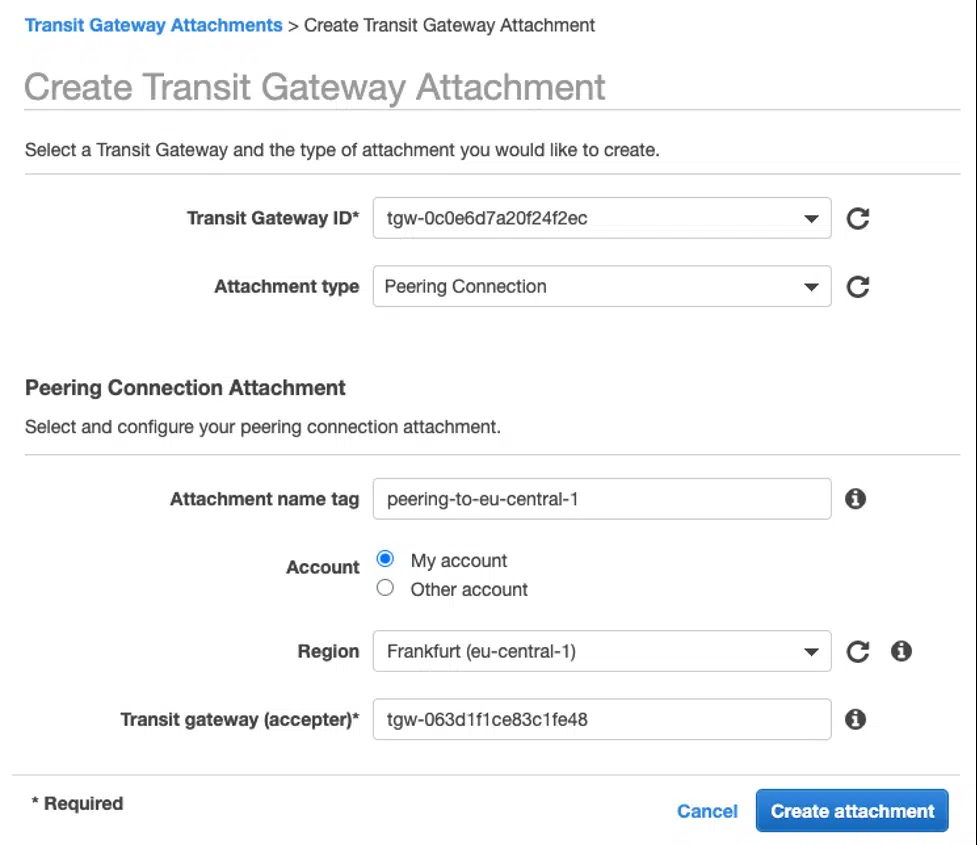 Transit Gateway Attachments > Create Transit Gateway Attachment
Create Transit Gateway Attachment
Select a Transit Gateway and the type of attachment you would like to create.
Transit Gateway ID* tgw-0c0e6d7a20f24f2ec
Attachment type Peering Connection
Peering Connection Attachment
Select and configure your peering connection attachment.
Attachment name tag peering-to-eu-central-1
Account My account
Other account
Region Frankfurt (eu-central-1)
Transit gateway (accepter)* tgw-063d1f1ce83c1fe48
* Required
Cancel Create attachment